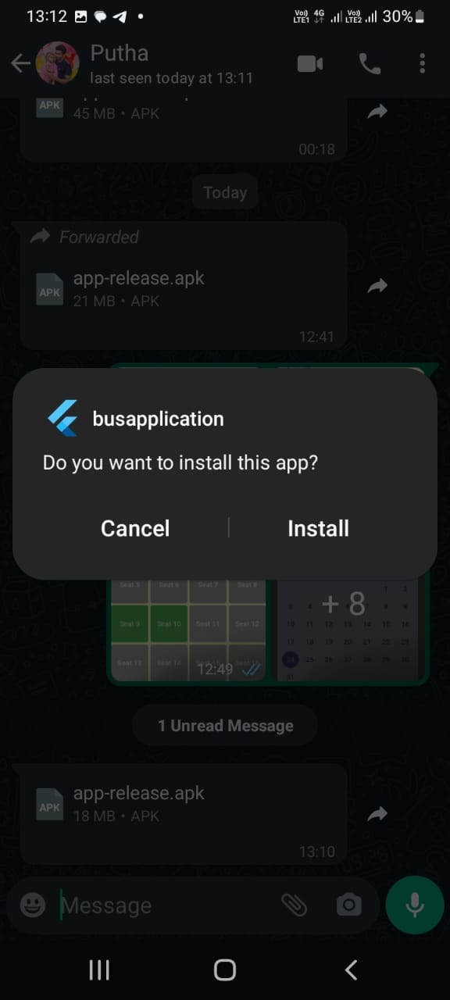 13:12
Vo)) 4G
LTE1
Vo))
LTE2
30%
Putha
last seen today at 13:11
APK
45 MB • APK
00:18
Today
Forwarded
app-release.apk
APK
21 MB • APK
12:41
busapplication
Do you want to install this app?
Cancel
Install
Seat 5 Seat 6 Seat 7 Seat 8
1 2
+ 8
3 4 8 9
Seat 9 Seat 10 Seat 11 Seat 12
10 11 12 13 14 15 16
17 18 19 20 21 22 23
Seat 13 Seat 14
24 25 26 27 28 29 30
12:49
31
1 Unread Message
app-release.apk
APK
18 MB • APK
13:10
Message